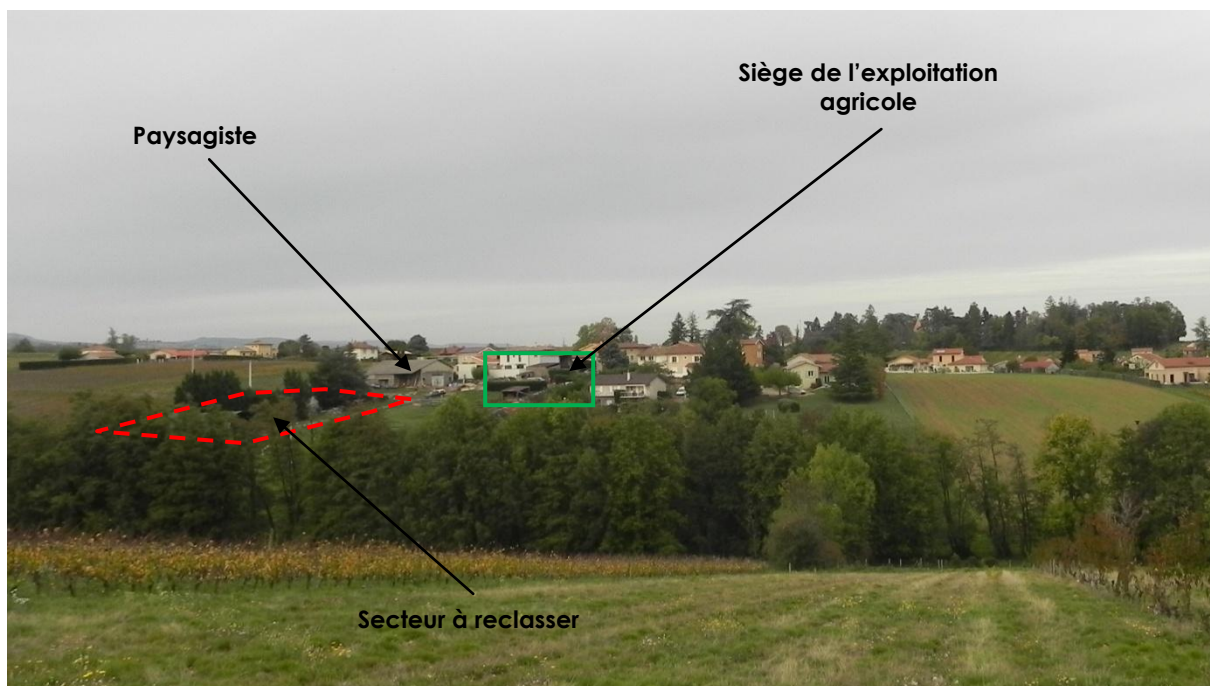 Siège de l’exploitation
agricole
Paysagiste
Secteur à reclasser